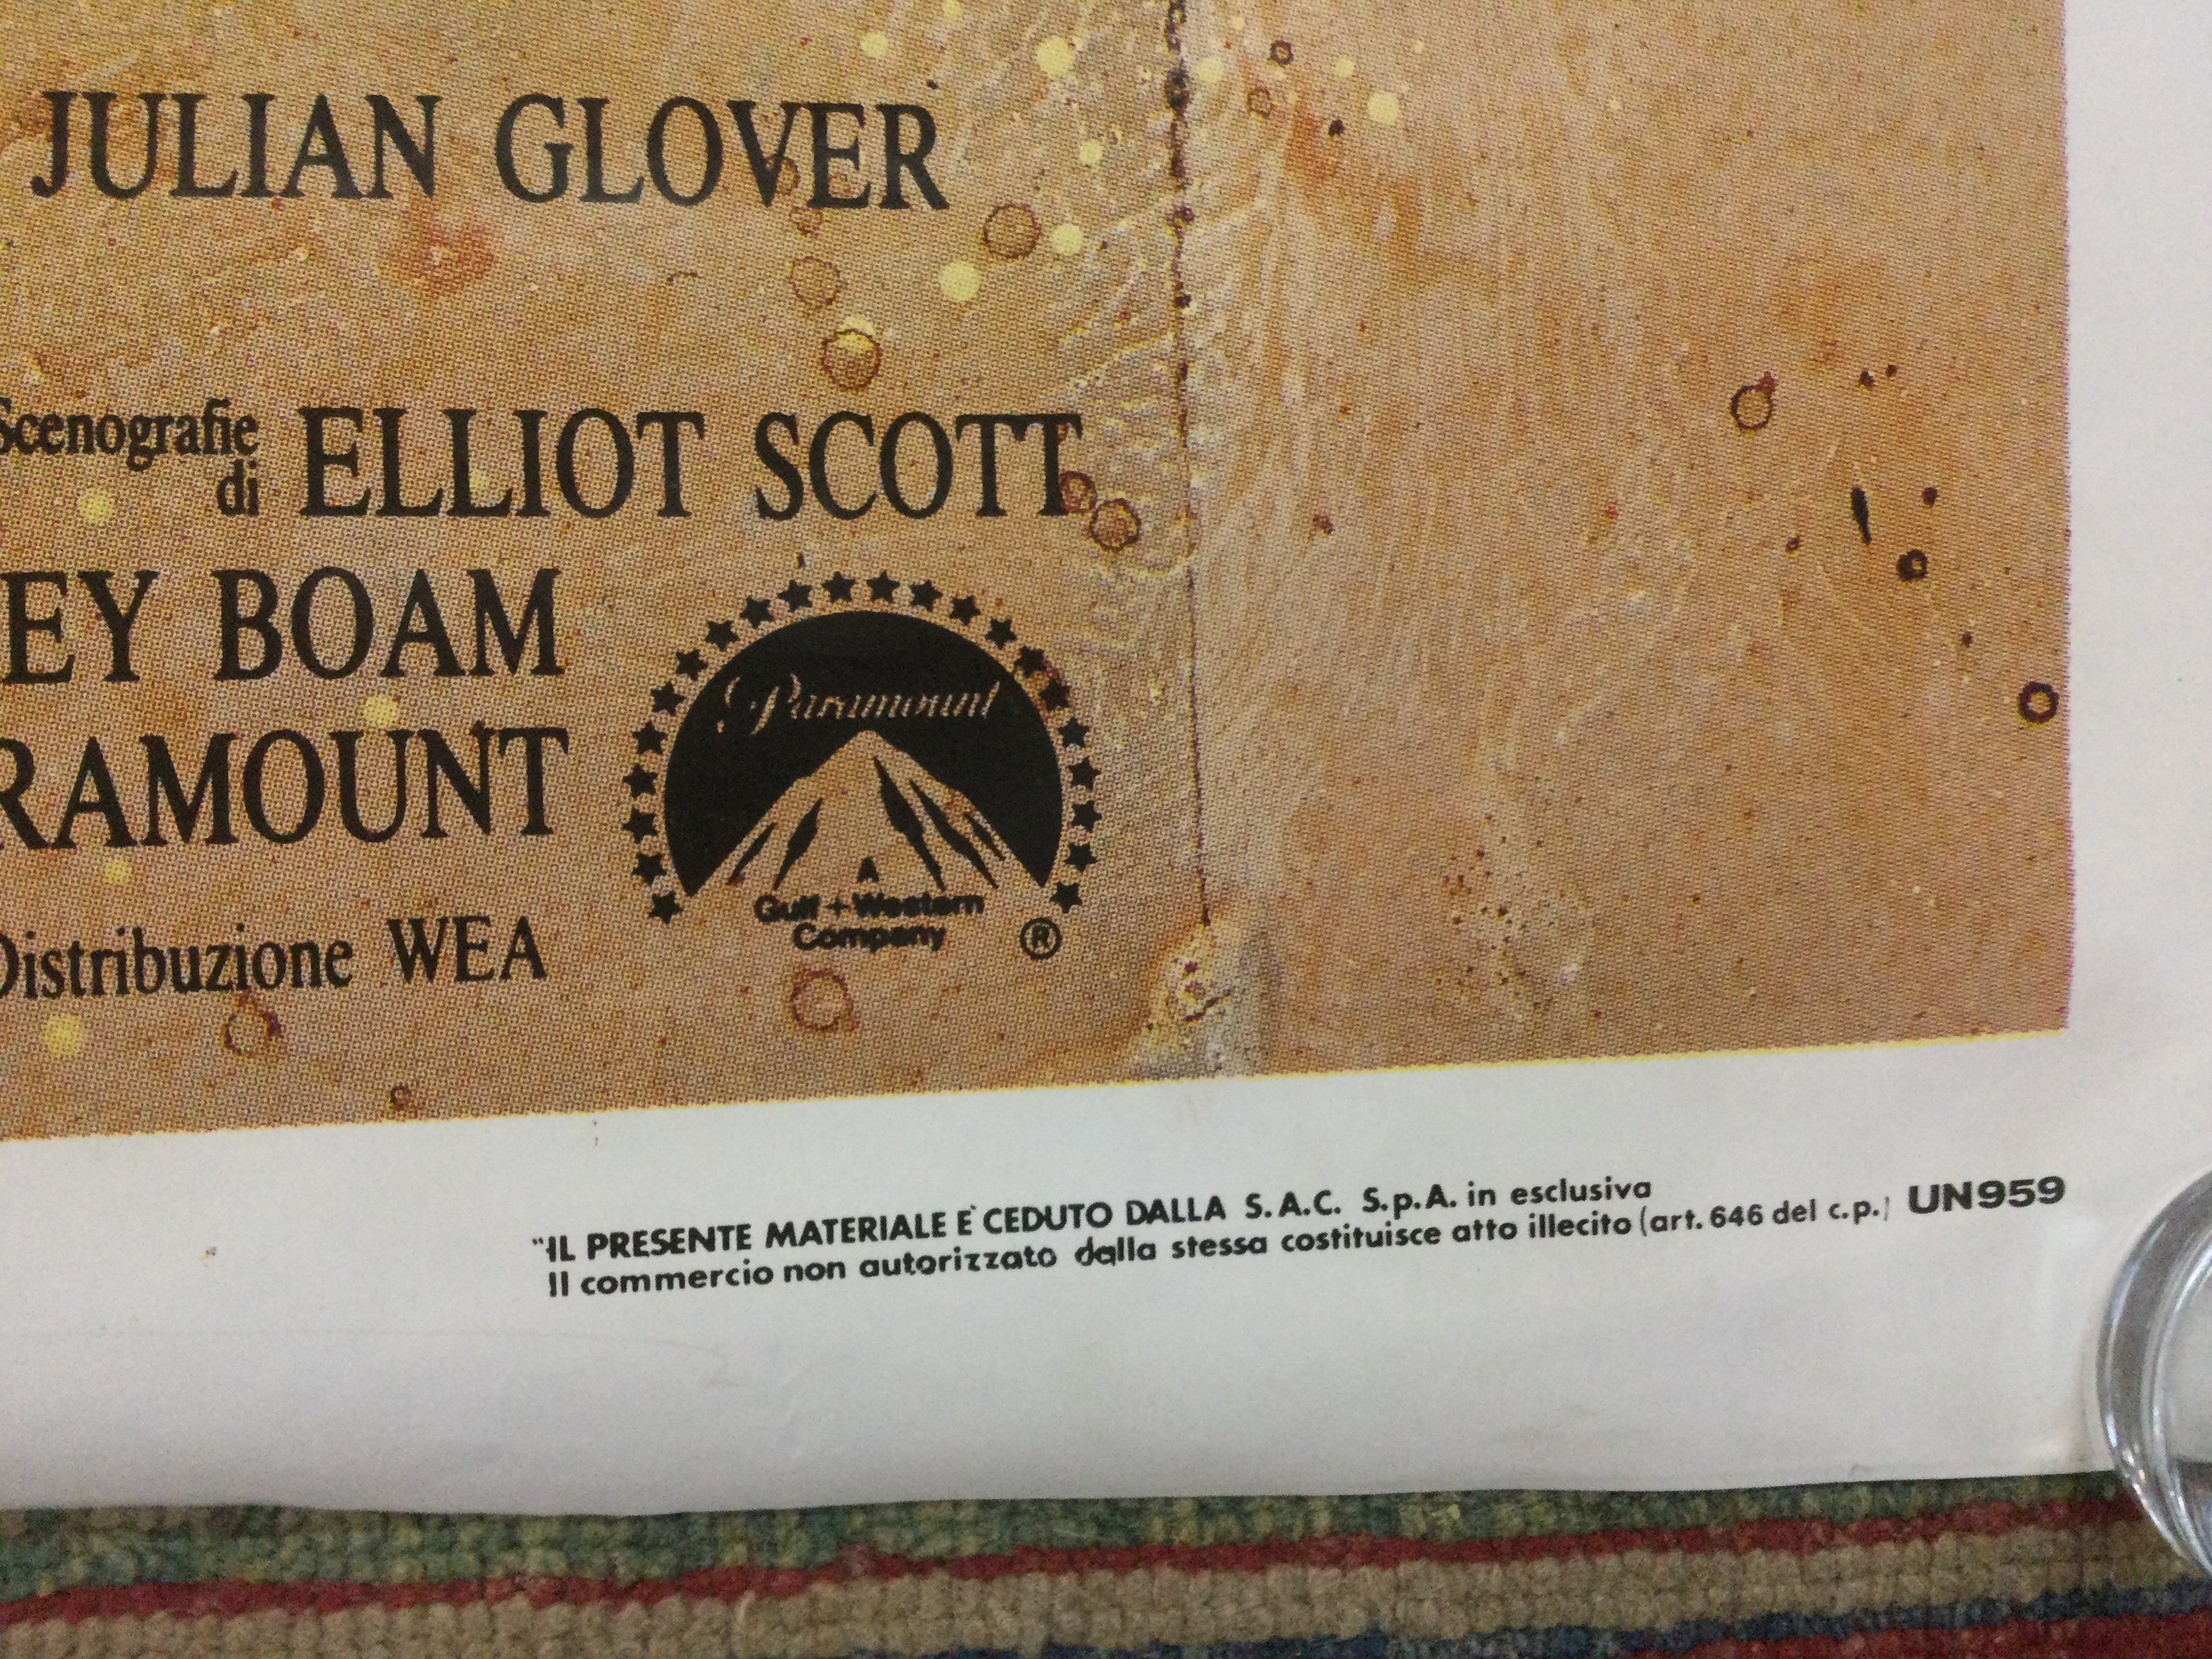 JULIAN GLOVER
Scenografie
di ELLIOT SCOTT
EY BOAM
RAMOUNT
Paramount
A
Gulf + Western
Company
®
Distribuzione WEA
"IL PRESENTE MATERIALE E' CEDUTO DALLA S.A.C. S.p.A. in esclusiva
Il commercio non autorizzato dalla stessa costituisce atto illecito (art. 646 del c.p.) UN959